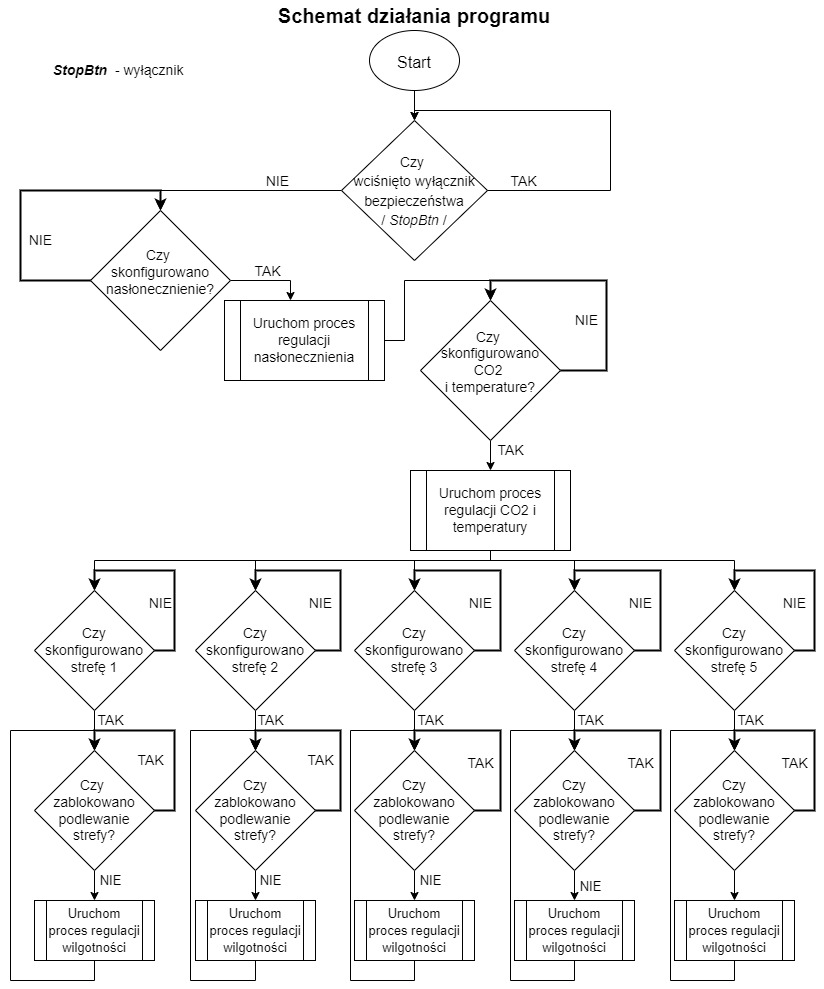 Schemat działania programu
Start
StopBtn - wyłącznik
Czy
wciśnięto wyłącznik
bezpieczeństwa
/ StopBtn /
NIE
TAK
NIE
Czy
skonfigurowano
nasłonecznienie?
TAK
Uruchom proces
regulacji
nasłonecznienia
NIE
Czy
skonfigurowano
CO2
i temperature?
TAK
Uruchom proces
regulacji CO2 i
temperatury
NIE
NIE
NIE
NIE
NIE
Czy
skonfigurowano
strefę 1
Czy
skonfigurowano
strefę 2
Czy
skonfigurowano
strefę 3
Czy
skonfigurowano
strefę 4
Czy
skonfigurowano
strefę 5
TAK
TAK
TAK
TAK
TAK
TAK
TAK
TAK
TAK
TAK
Czy
zablokowano
podlewanie
strefy?
Czy
zablokowano
podlewanie
strefy?
Czy
zablokowano
podlewanie
strefy?
Czy
zablokowano
podlewanie
strefy?
Czy
zablokowano
podlewanie
strefy?
NIE
NIE
NIE
NIE
Uruchom
proces regulacji
wilgotności
Uruchom
proces regulacji
wilgotności
Uruchom
proces regulacji
wilgotności
Uruchom
proces regulacji
wilgotności
Uruchom
proces regulacji
wilgotności